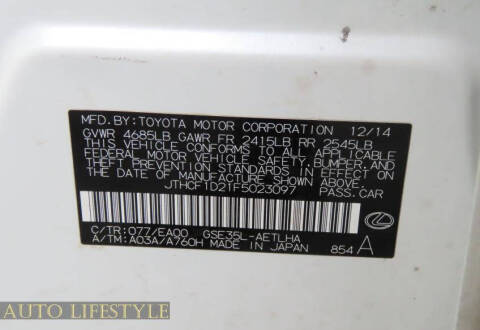 MFD. BY: TOYOTA MOTOR CORPORATION 12/14
GVWR 4685LB GAWR FR 2415LB RR 2545LB
THIS VEHICLE CONFORMS TO ALL APPLICABLE
FEDERAL MOTOR VEHICLE SAFETY, BUMPER, AND
THEFT PREVENTION STANDARDS IN EFFECT ON
THE DATE OF MANUFACTURE SHOWN ABOVE.
JTHCF1D21F5023097 PASS.CAR
C/TR: 077/EA00 GSE35L-AETLHA
A/TM: A03A/A760H MADE IN JAPAN 854 A
AUTO LIFESTYLE